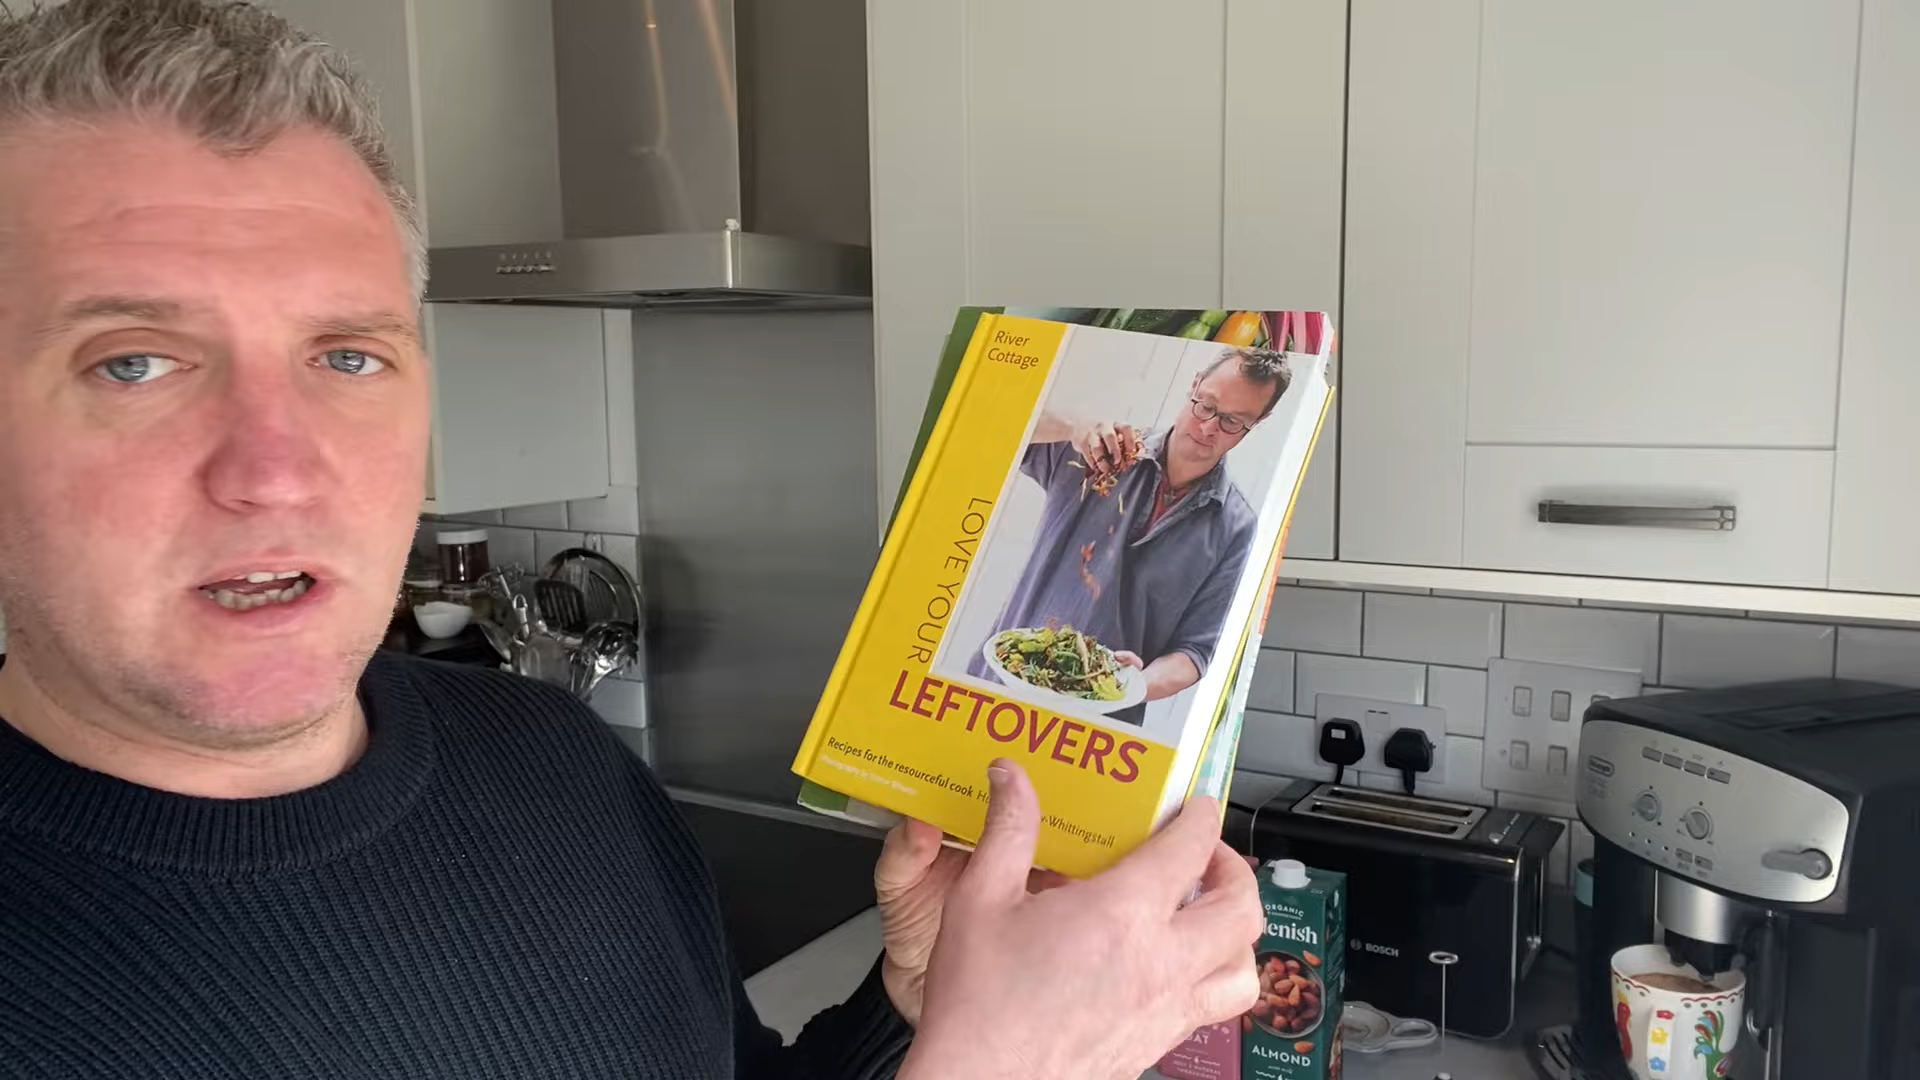 River
Cottage
LOVE YOUR
LEFTOVERS
Recipes for the resourceful cook
Whittingstall
ORGANIC
lenish
ALMOND
BOSCH